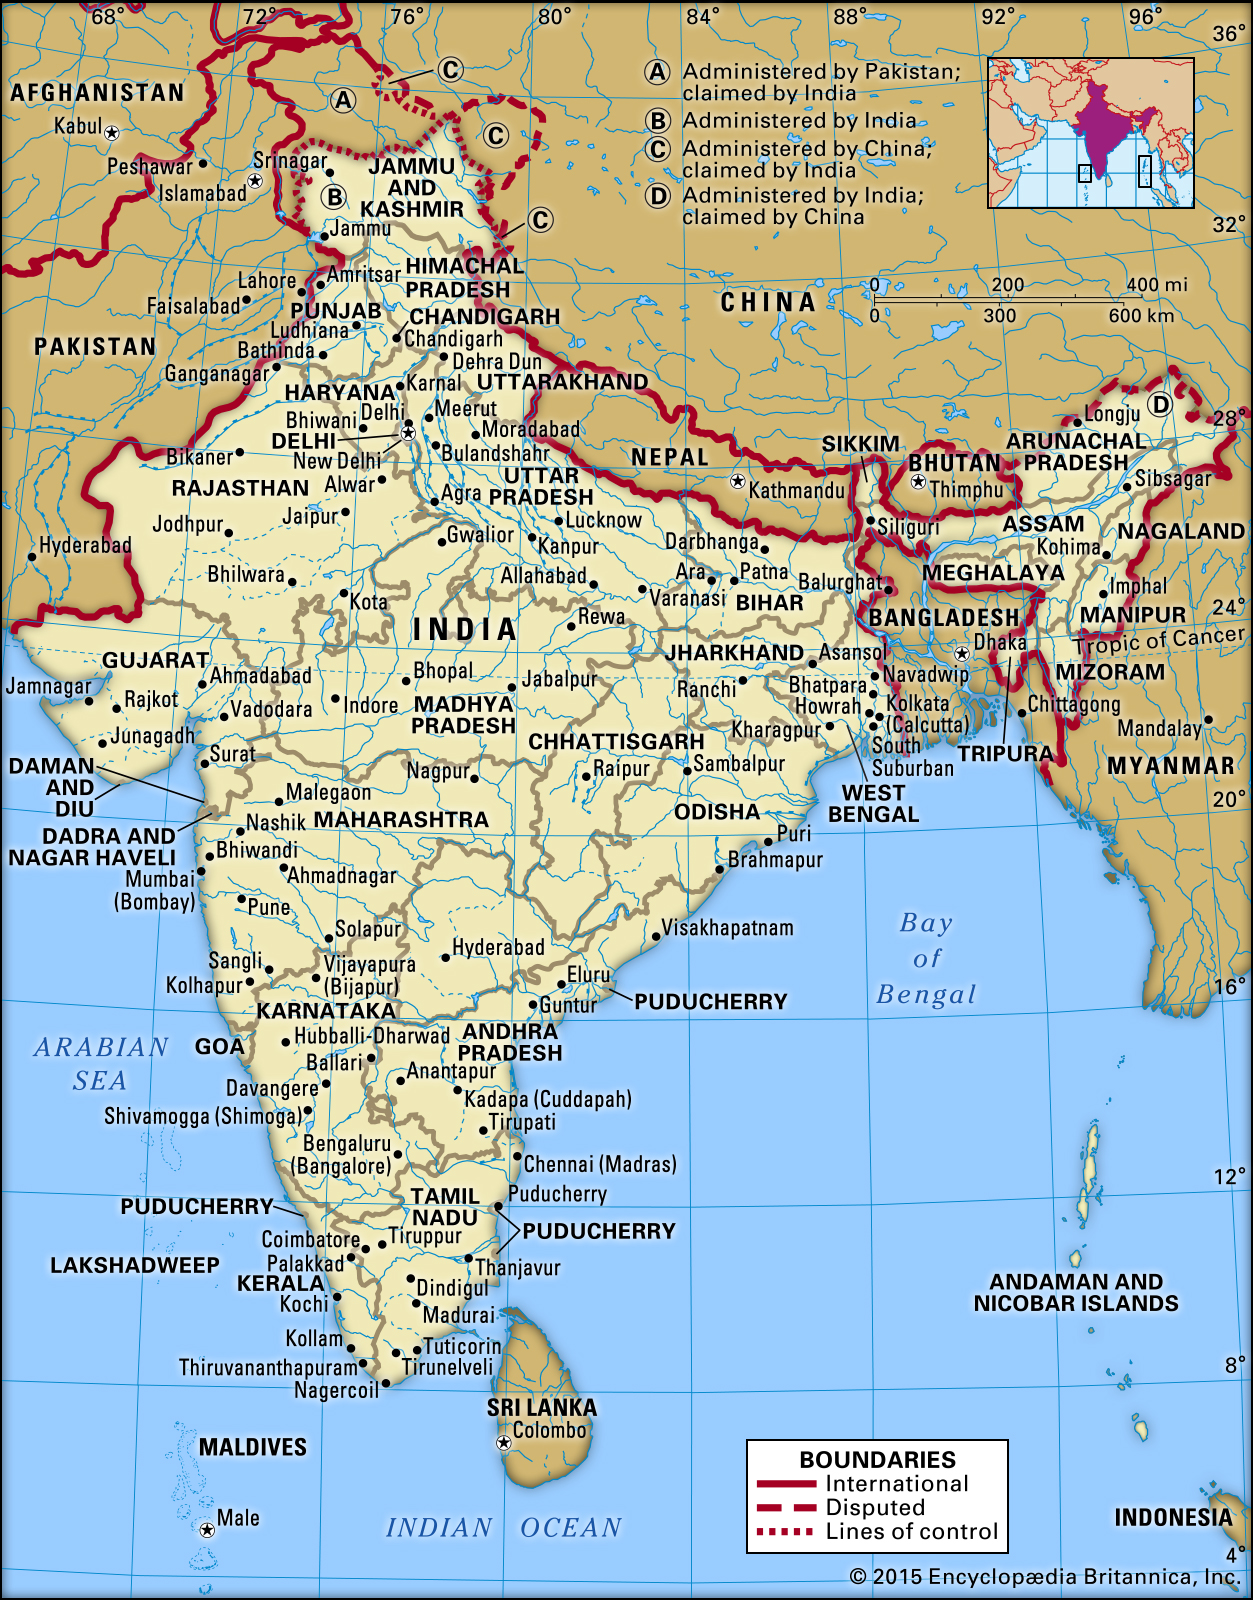 68°
72°
76°
80°
84°
88°
92°
96°
36°
AFGHANISTAN
Kabul
Peshawar
Islamabad
Srinagar
A
C
C
B
C
JAMMU
AND
KASHMIR
Jammu
A Administered by Pakistan;
claimed by India
B Administered by India
C Administered by China;
claimed by India
D Administered by India;
claimed by China
32°
Lahore
Amritsar
HIMACHAL
PRADESH
Faisalabad
PUNJAB
CHANDIGARH
Ludhiana
Chandigarh
CHINA
0 200 400 mi
0 300 600 km
PAKISTAN
Bathinda
Dehra Dun
Ganganagar
HARYANA
Karnal
UTTARAKHAND
Bhiwani
Delhi
Meerut
DELHI
Moradabad
New Delhi
Bulandshahr
Bikaner
NEPAL
SIKKIM
Longju
D
28°
ARUNACHAL
PRADESH
BHUTAN
Thimphu
Sibsagar
RAJASTHAN
Alwar
Agra
UTTAR
PRADESH
Kathmandu
Jodhpur
Jaipur
Gwalior
Lucknow
Kanpur
Siliguri
ASSAM
NAGALAND
Kohima
Hyderabad
Darbhanga
Bhilwara
Allahabad
Ara
Patna
Balurghat
MEGHALAYA
Imphal
Kota
Varanasi
BIHAR
BANGLADESH
MANIPUR
24°
INDIA
Rewa
Dhaka
Tropic of Cancer
GUJARAT
JHARKHAND
Asansol
MIZORAM
Ahmadabad
Bhopal
Jabalpur
Ranchi
Navadwip
Jamnagar
Rajkot
Vadodara
Indore
MADHYA
PRADESH
Bhatpara
Howrah
Kolkata
(Calcutta)
Chittagong
Kharagpur
Mandalay
Junagadh
CHHATTISGARH
South
Suburban
TRIPURA
MYANMAR
Surat
DAMAN
AND
DIU
Nagpur
Raipur
Sambalpur
WEST
BENGAL
Malegaon
20°
DADRA AND
NAGAR HAVELI
Nashik
MAHARASHTRA
ODISHA
Puri
Bhiwandi
Brahmapur
Mumbai
(Bombay)
Ahmadnagar
Pune
Solapur
Visakhapatnam
Bay
of
Bengal
Hyderabad
Sangli
Vijayapura
(Bijapur)
Kolhapur
Eluru
16°
PUDUCHERRY
Guntur
KARNATAKA
ARABIAN
SEA
GOA
Hubballi-Dharwad
ANDHRA
PRADESH
Ballari
Anantapur
Davangere
Kadapa (Cuddapah)
Shivamogga (Shimoga)
Tirupati
Bengaluru
(Bangalore)
Chennai (Madras)
12°
PUDUCHERRY
TAMIL
NADU
Puducherry
PUDUCHERRY
Coimbatore
Tiruppur
LAKSHADWEEP
Palakkad
Thanjavur
KERALA
Dindigul
ANDAMAN AND
NICOBAR ISLANDS
Kochi
Madurai
Kollam
Tuticorin
8°
Thiruvananthapuram
Tirunelveli
Nagercoil
SRI LANKA
Colombo
MALDIVES
Male
INDIAN OCEAN
BOUNDARIES
International
Disputed
Lines of control
INDONESIA
4°
© 2015 Encyclopædia Britannica, Inc.